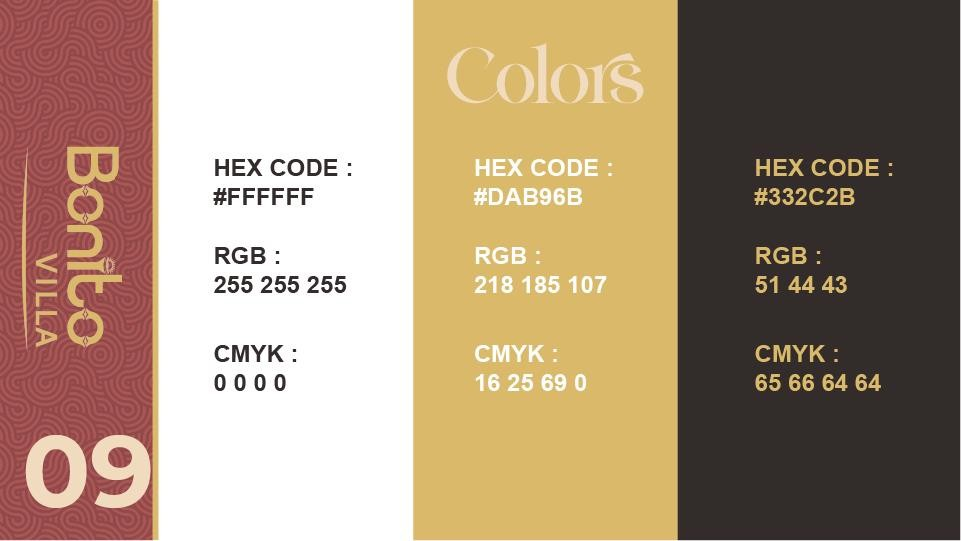 Bonito
VILLA
09
Colors
HEX CODE :
#FFFFFF
RGB :
255 255 255
CMYK :
0 0 0 0
HEX CODE :
#DAB96B
RGB :
218 185 107
CMYK :
16 25 69 0
HEX CODE :
#332C2B
RGB :
51 44 43
CMYK :
65 66 64 64